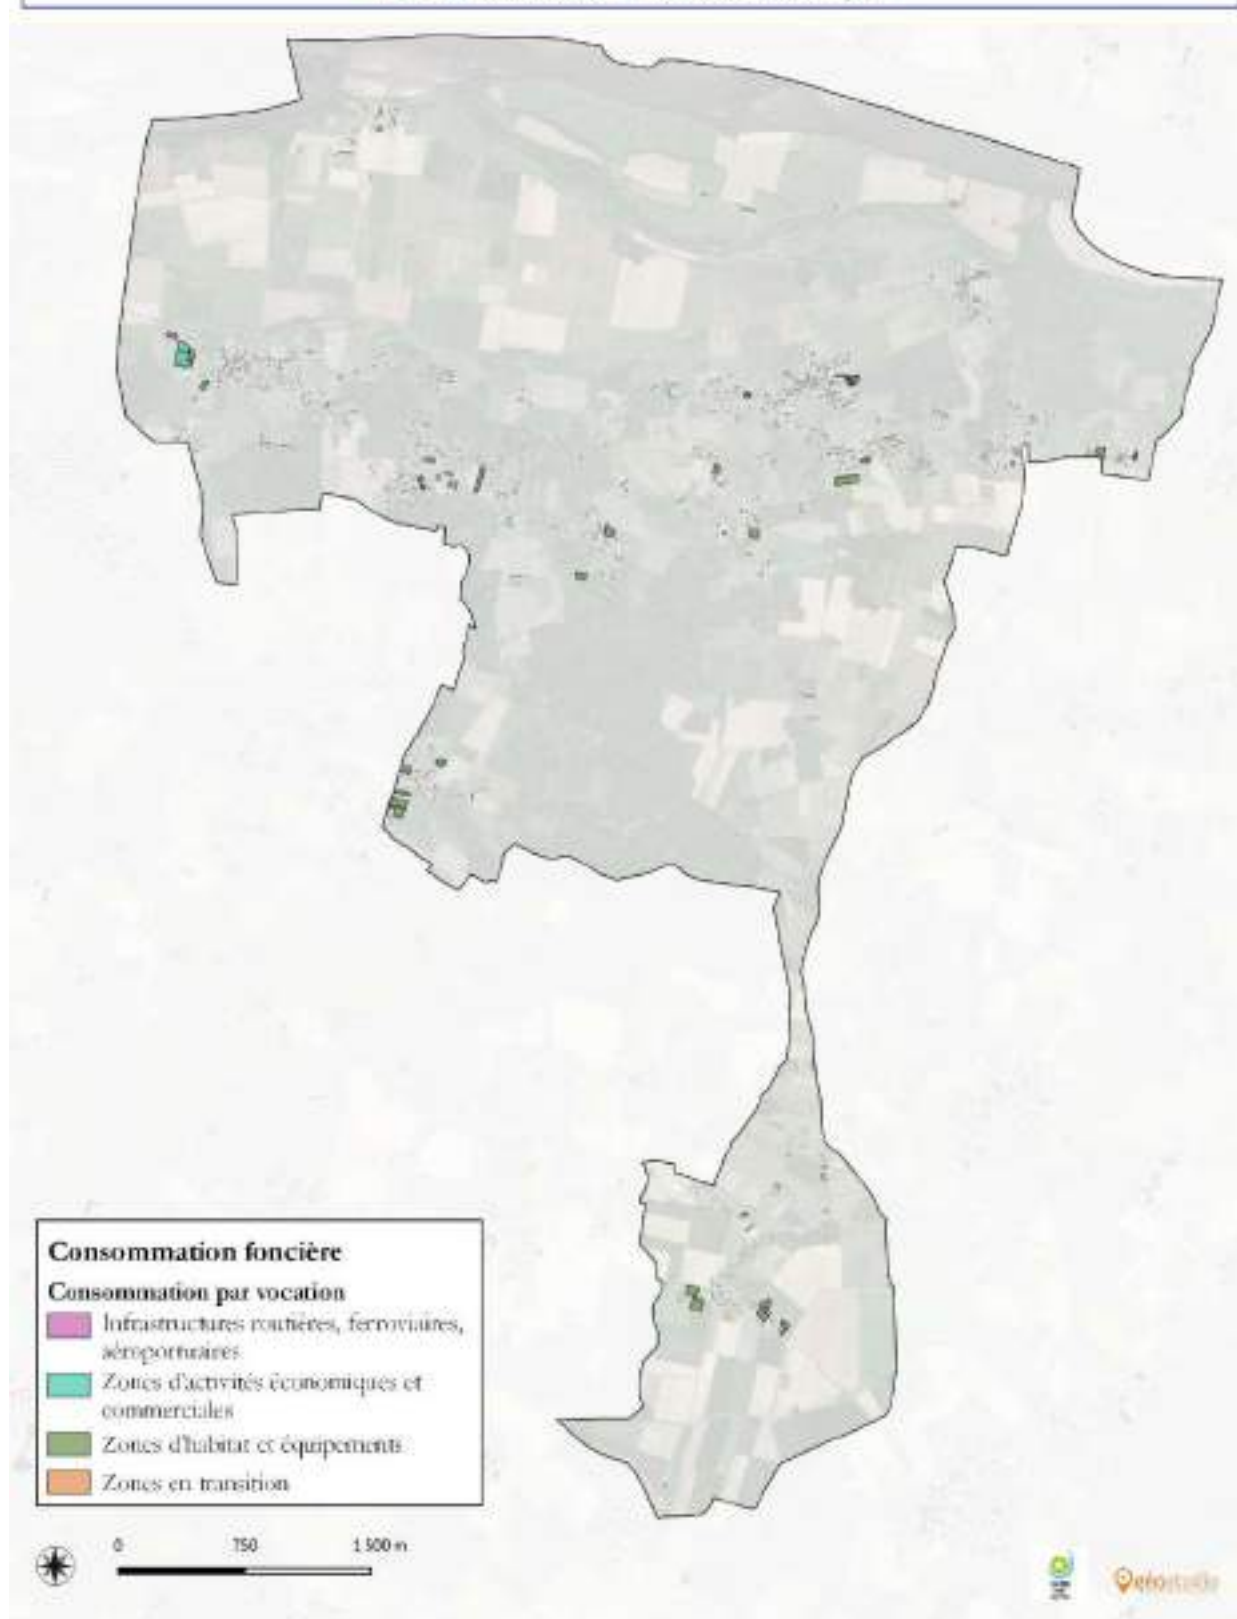 Consommation foncière
Consommation par vocation
Infrastructures routières, ferroviaires,
aéroportuaires
Zones d'activités économiques et
commerciales
Zones d'habitat et équipements
Zones en transition
0 750 1 500 m